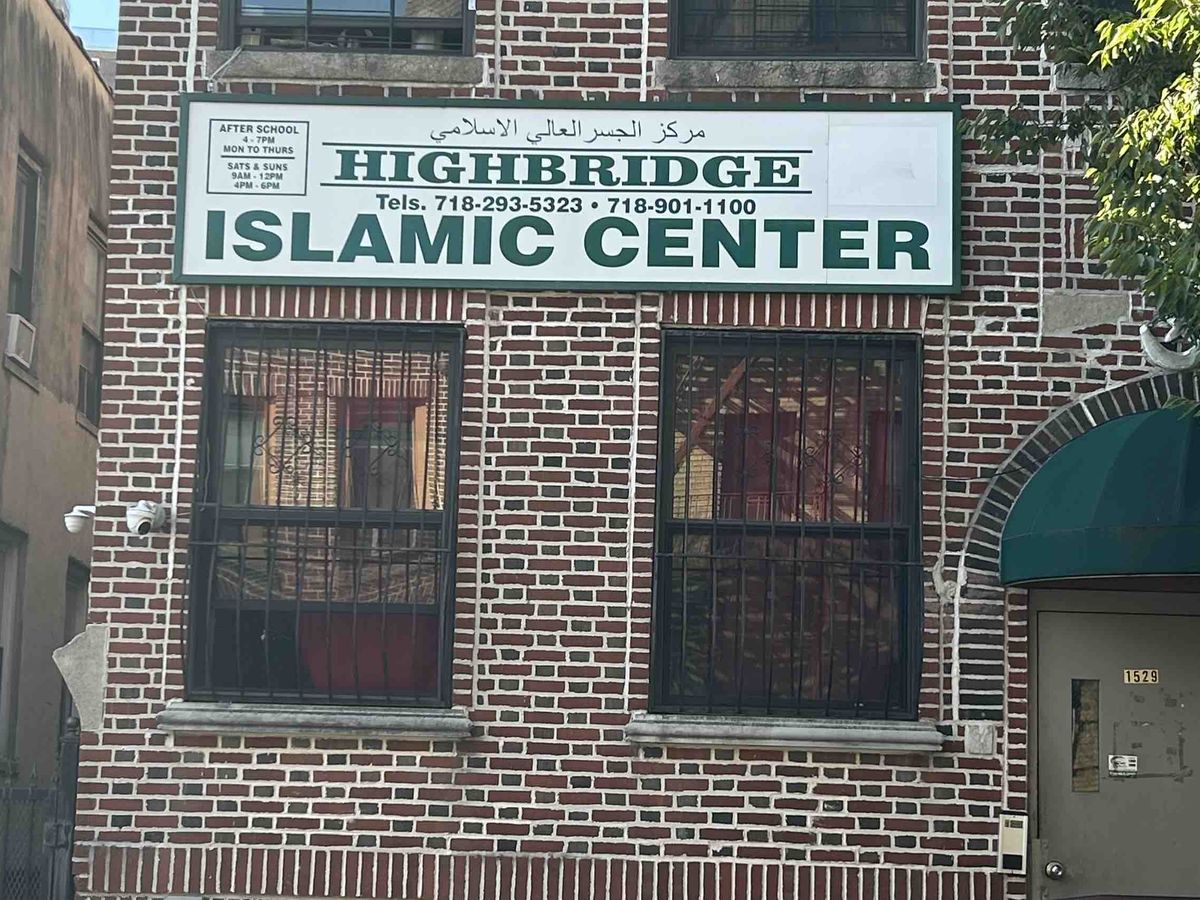 AFTER SCHOOL
4 - 7PM
MON TO THURS
SATS & SUNS
9AM - 12PM
4PM - 6PM
مركز الجسر العالي الاسلامي
HIGHBRIDGE
Tels. 718-293-5323 • 718-901-1100
ISLAMIC CENTER
1529